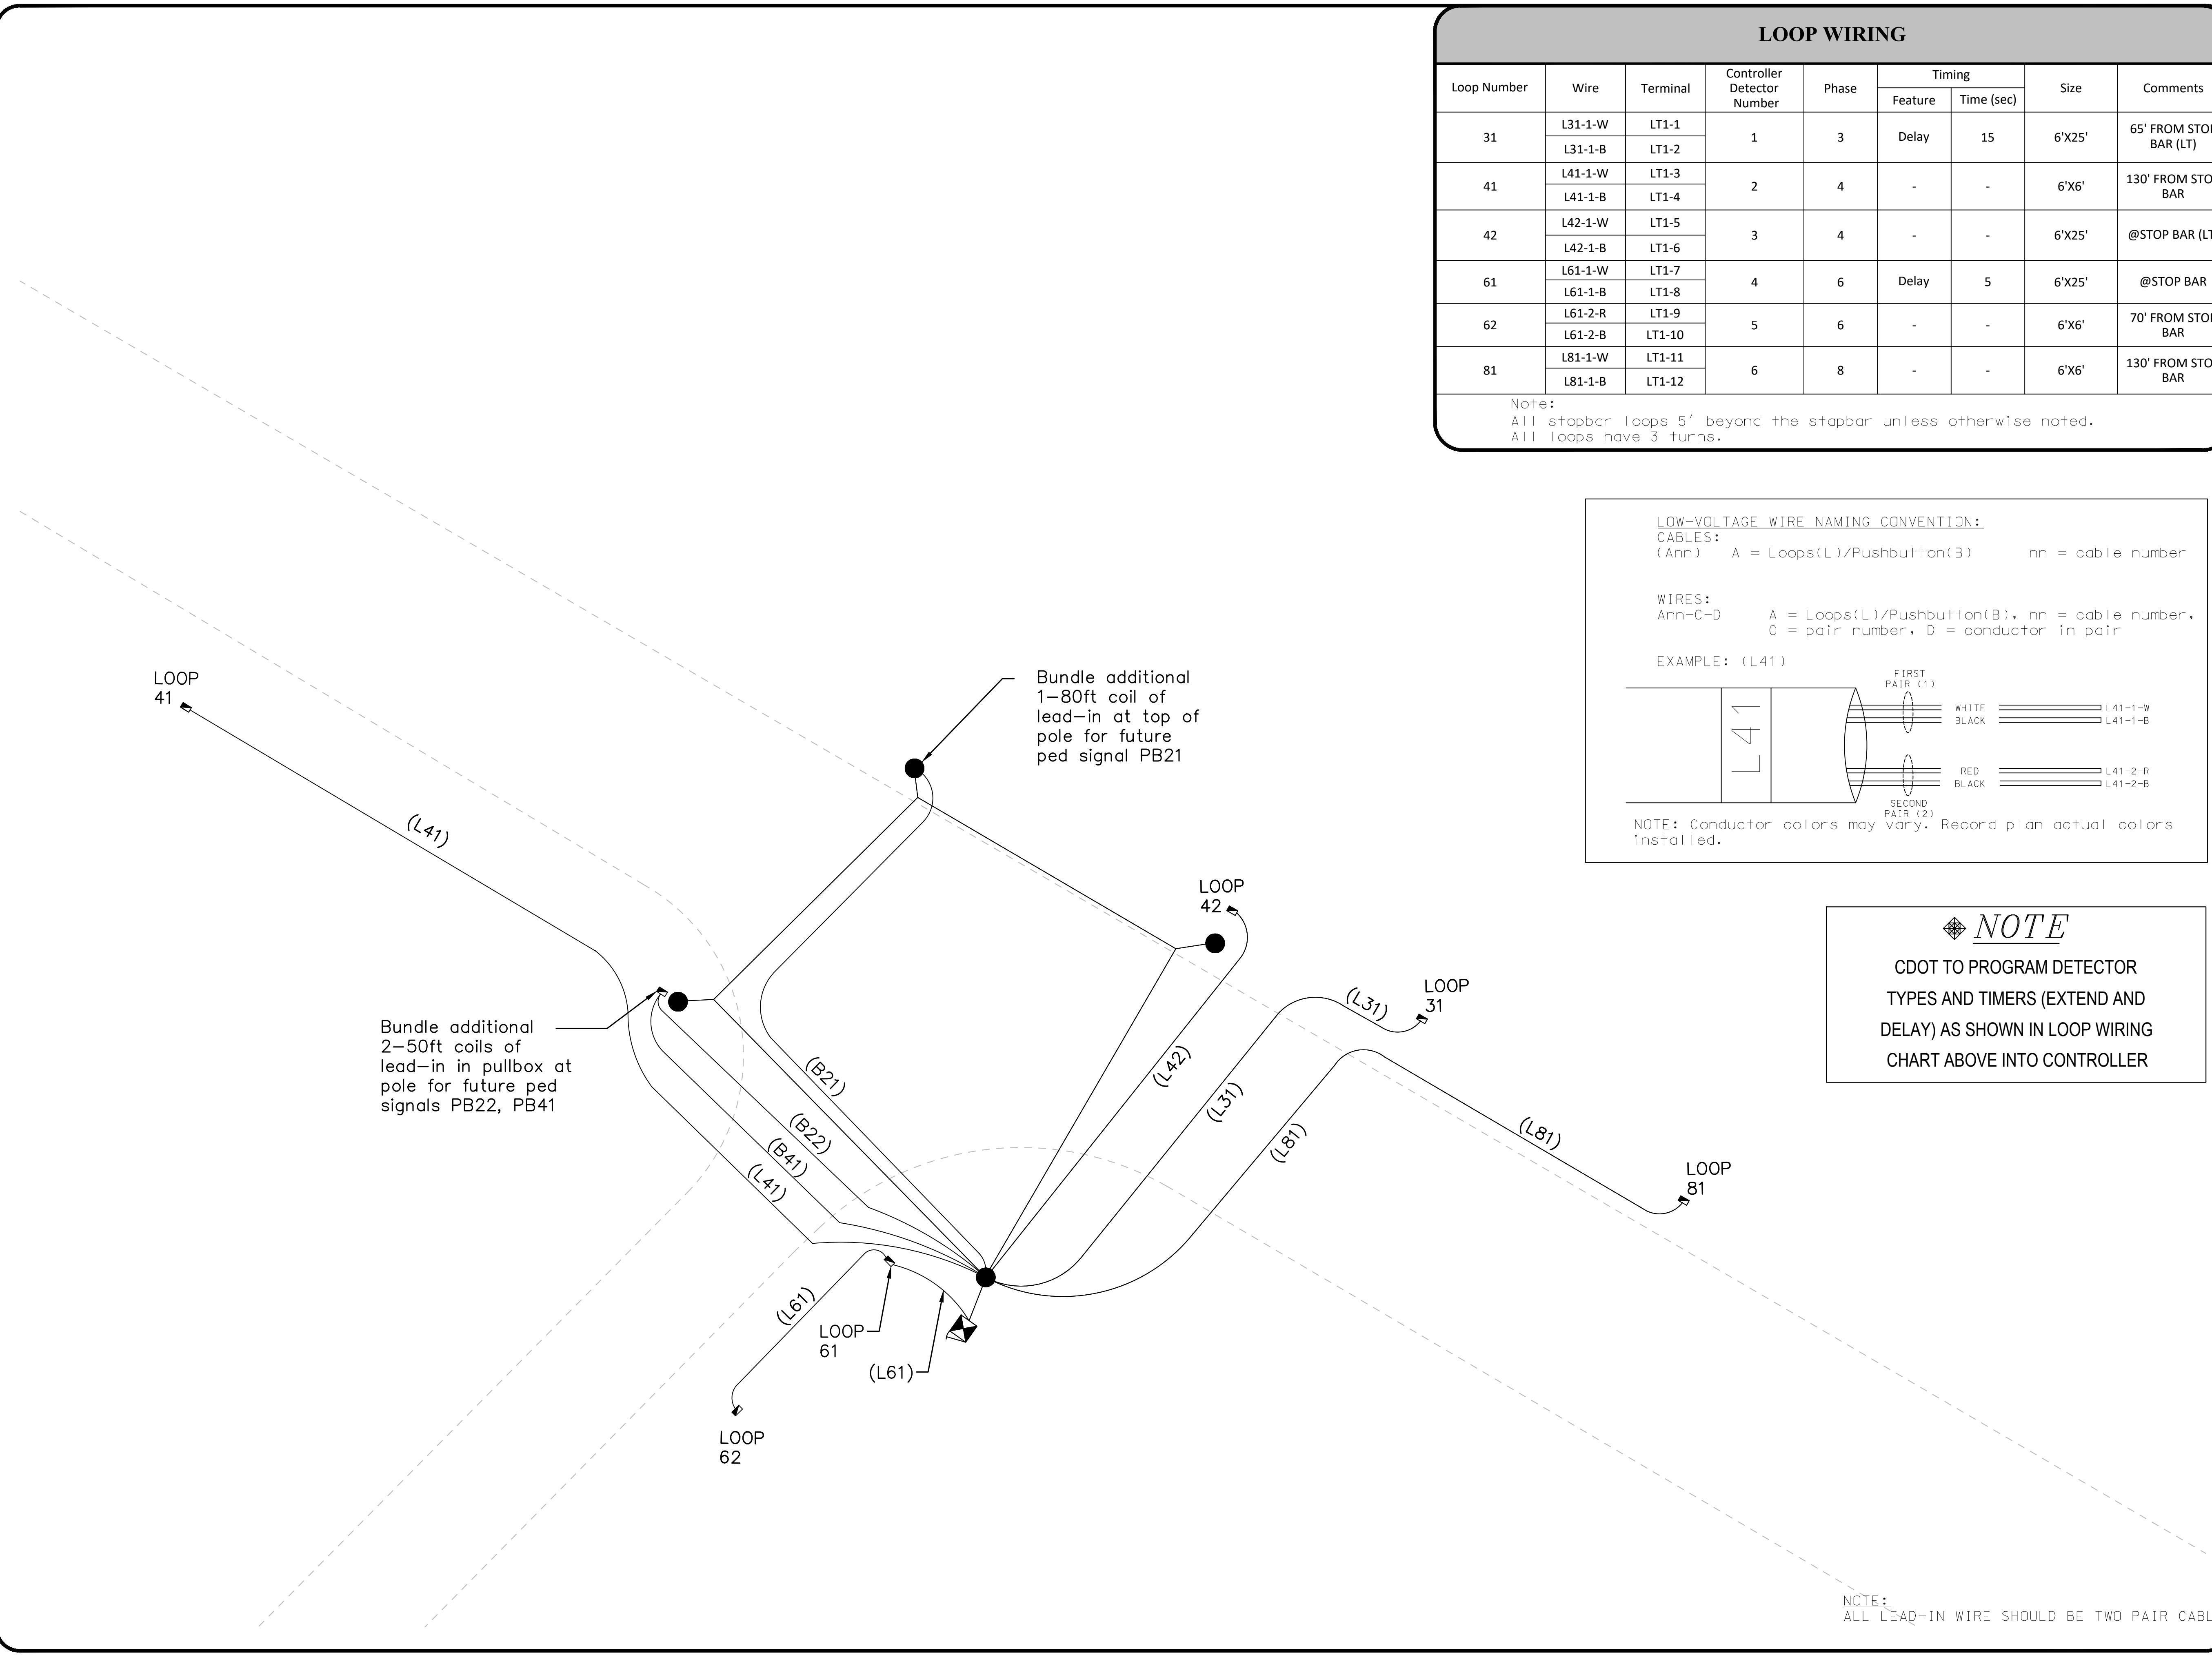 LOOP WIRING
Loop Number Wire Terminal Controller Detector Number Phase Timing Size Comments
Feature Time (sec)
31 L31-1-W LT1-1 1 3 Delay 15 6'X25' 65' FROM
L31-1-B LT1-2 BAR (LT)
41 L41-1-W LT1-3 2 4 - - 6'X6' 130' FROM
L41-1-B LT1-4 BAR
42 L42-1-W LT1-5 3 4 - - 6'X25' @STOP BAR
L42-1-B LT1-6
61 L61-1-W LT1-7 4 6 Delay 5 6'X25' @STOP BAR
L61-1-B LT1-8
62 L61-2-R LT1-9 5 6 - - 6'X6' 70' FROM
L61-2-B LT1-10 BAR
81 L81-1-W LT1-11 6 8 - - 6'X6' 130' FROM
L81-1-B LT1-12 BAR
Note:
All stopbar loops 5' beyond the stapbar unless otherwise noted.
All loops have 3 turns.
LOW-VOLTAGE WIRE NAMING CONVENTION:
CABLES:
(Ann) A = Loops(L)/Pushbutton(B) nn = cable number
WIRES:
Ann-C-D A = Loops(L)/Pushbutton(B), nn = cable number,
C = pair number, D = conductor in pair
EXAMPLE: (L41)
FIRST
PAIR (1)
L41
WHITE L41-1-W
BLACK L41-1-B
RED L41-2-R
BLACK L41-2-B
SECOND
PAIR (2)
NOTE: Conductor colors may vary. Record plan actual colors
installed.
NOTE
CDOT TO PROGRAM DETECTOR
TYPES AND TIMERS (EXTEND AND
DELAY) AS SHOWN IN LOOP WIRING
CHART ABOVE INTO CONTROLLER
LOOP
41
(L41)
Bundle additional
1-80ft coil of
lead-in at top of
pole for future
ped signal PB21
LOOP
42
LOOP
31
(L31)
Bundle additional
2-50ft coils of
lead-in in pullbox at
pole for future ped
signals PB22, PB41
(B21)
(B22)
(B41)
(L41)
(L42)
(L31)
(L81)
(L81)
LOOP
81
(L61)
LOOP
61
(L61)
LOOP
62
NOTE:
ALL LEAD-IN WIRE SHOULD BE TWO PAIR